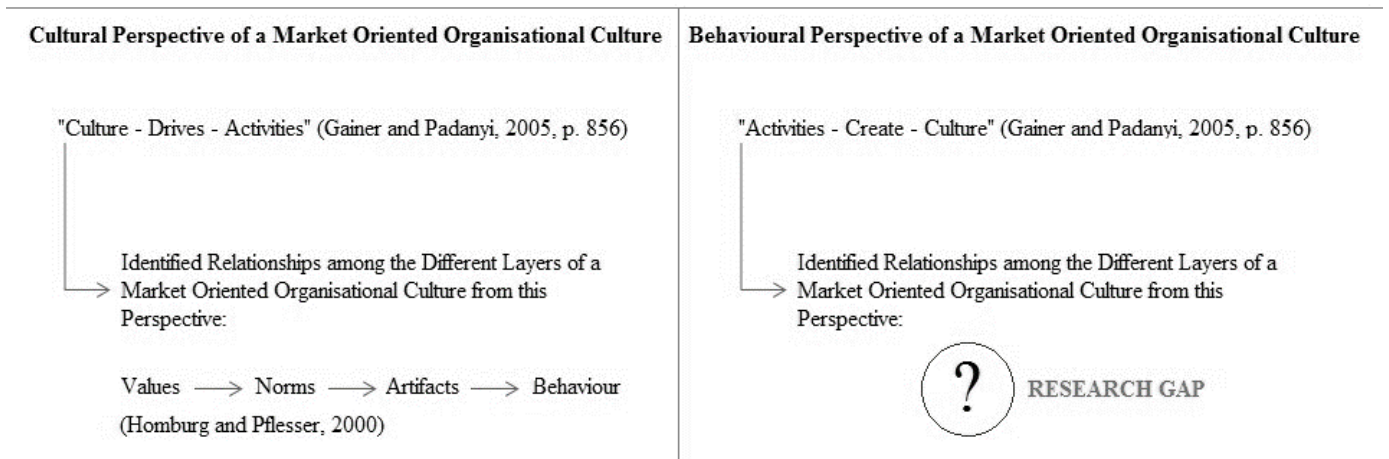 Cultural Perspective of a Market Oriented Organisational Culture
"Culture - Drives - Activities" (Gainer and Padanyi, 2005, p. 856)
Identified Relationships among the Different Layers of a
Market Oriented Organisational Culture from this
Perspective:
Values → Norms → Artifacts → Behaviour
(Homburg and Pflesser, 2000)
Behavioural Perspective of a Market Oriented Organisational Culture
"Activities - Create - Culture" (Gainer and Padanyi, 2005, p. 856)
Identified Relationships among the Different Layers of a
Market Oriented Organisational Culture from this
Perspective:
? RESEARCH GAP